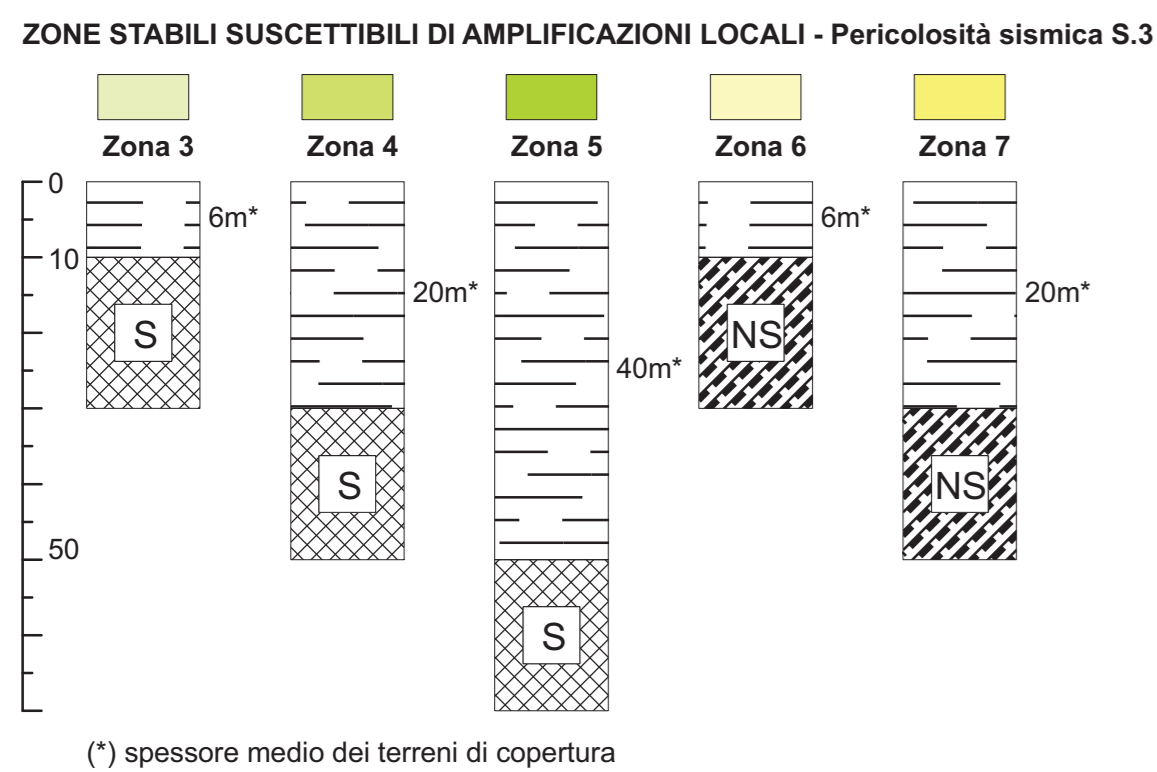 ZONE STABILI SUSCETTIBILI DI AMPLIFICAZIONI LOCALI - Pericolosità sismica S.3
Zona 3 Zona 4 Zona 5 Zona 6 Zona 7
0
6m* 6m*
10
20m* 20m*
S NS
40m*
S NS
50
S
(*) spessore medio dei terreni di copertura